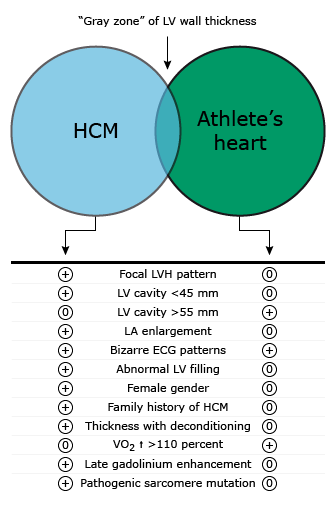 “Gray zone” of LV wall thickness
HCM
Athlete’s
heart
+ Focal LVH pattern 0
+ LV cavity <45 mm 0
0 LV cavity >55 mm +
+ LA enlargement 0
+ Bizarre ECG patterns +
+ Abnormal LV filling 0
+ Female gender 0
+ Family history of HCM 0
+ Thickness with deconditioning 0
0 VO₂ ↑ >110 percent +
+ Late gadolinium enhancement 0
+ Pathogenic sarcomere mutation 0